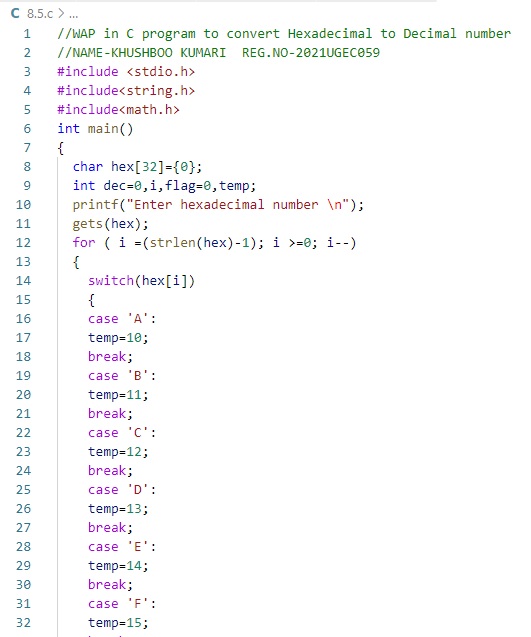 C 8.5.c > ...
1 //WAP in C program to convert Hexadecimal to Decimal number
2 //NAME-KHUSHBOO KUMARI  REG.NO-2021UGEC059
3 #include <stdio.h>
4 #include<string.h>
5 #include<math.h>
6 int main()
7 {
8   char hex[32]={0};
9   int dec=0,i,flag=0,temp;
10   printf("Enter hexadecimal number \n");
11   gets(hex);
12   for ( i =(strlen(hex)-1); i >=0; i--)
13   {
14     switch(hex[i])
15     {
16     case 'A':
17     temp=10;
18     break;
19     case 'B':
20     temp=11;
21     break;
22     case 'C':
23     temp=12;
24     break;
25     case 'D':
26     temp=13;
27     break;
28     case 'E':
29     temp=14;
30     break;
31     case 'F':
32     temp=15;